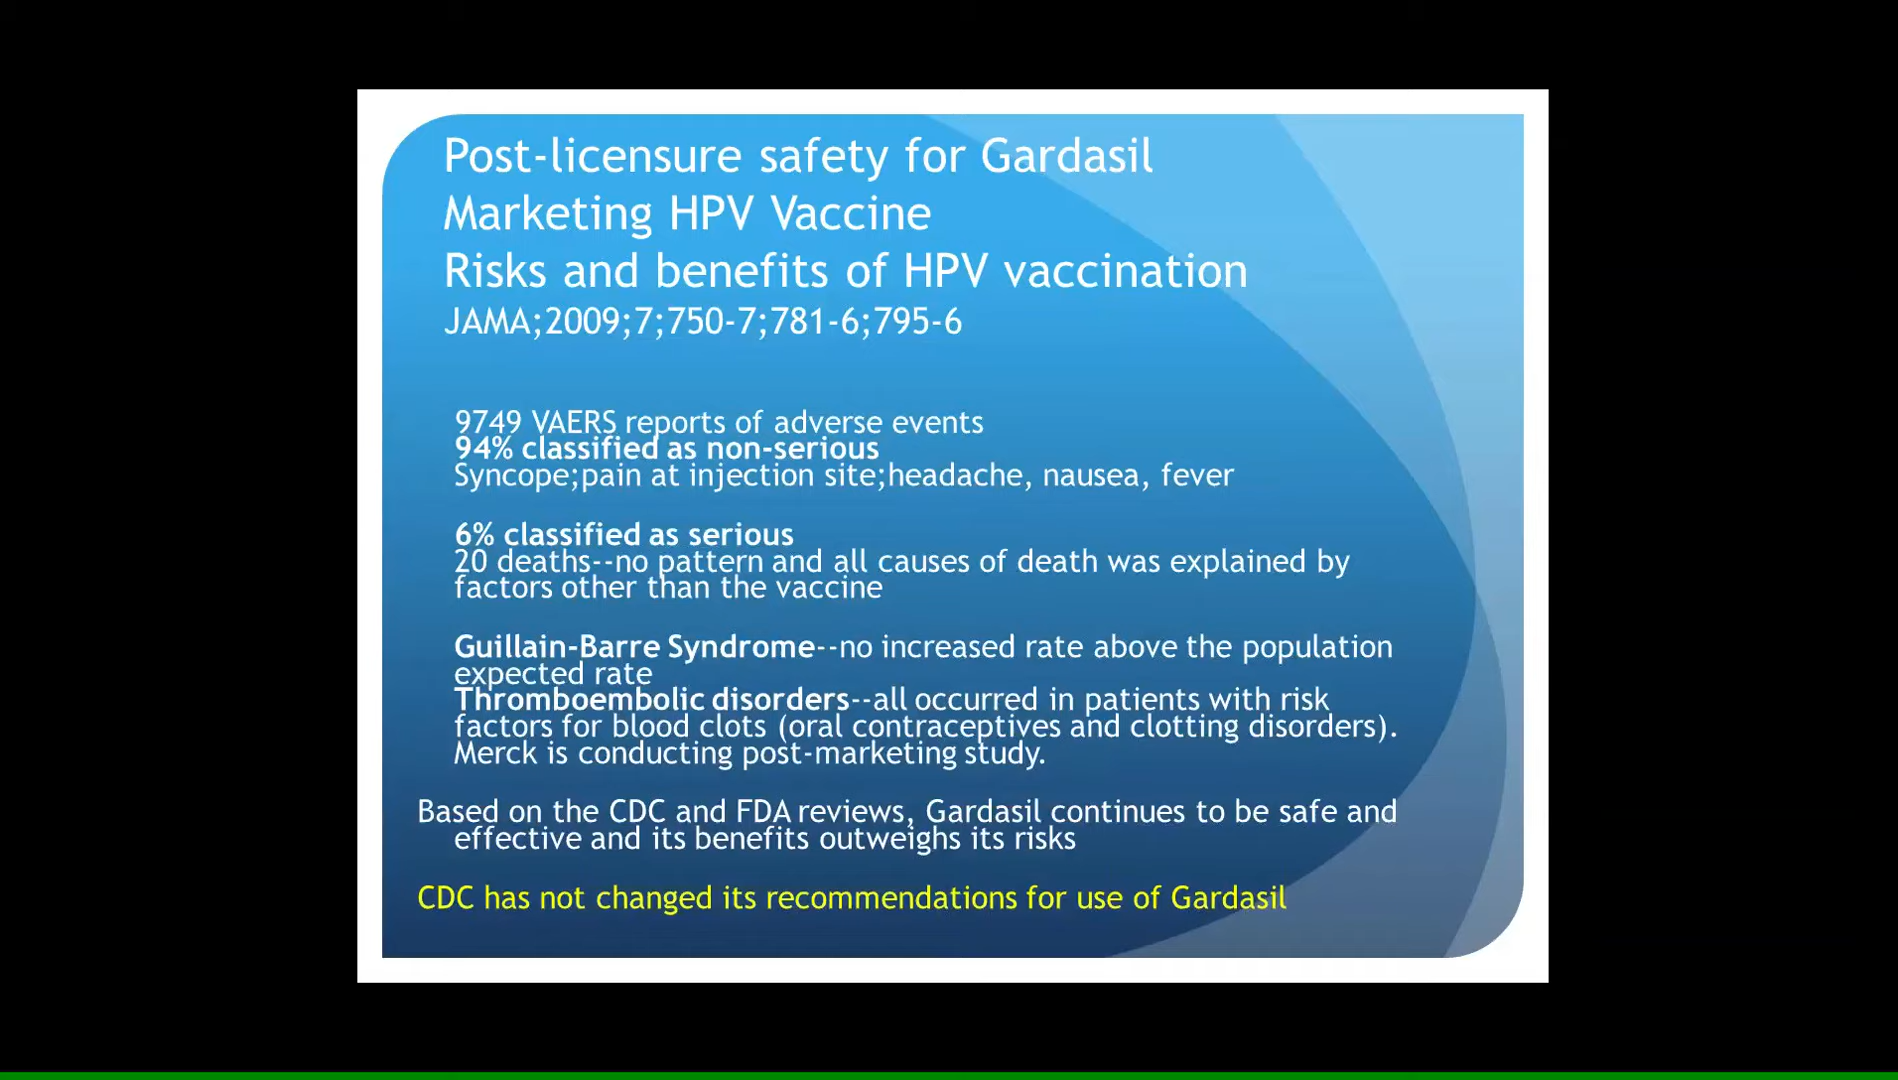 Post-licensure safety for Gardasil
Marketing HPV Vaccine
Risks and benefits of HPV vaccination
JAMA;2009;7;750-7;781-6;795-6
9749 VAERS reports of adverse events
94% classified as non-serious
Syncope;pain at injection site;headache, nausea, fever
6% classified as serious
20 deaths--no pattern and all causes of death was explained by
factors other than the vaccine
Guillain-Barre Syndrome--no increased rate above the population
expected rate
Thromboembolic disorders--all occurred in patients with risk
factors for blood clots (oral contraceptives and clotting disorders).
Merck is conducting post-marketing study.
Based on the CDC and FDA reviews, Gardasil continues to be safe and
effective and its benefits outweighs its risks
CDC has not changed its recommendations for use of Gardasil